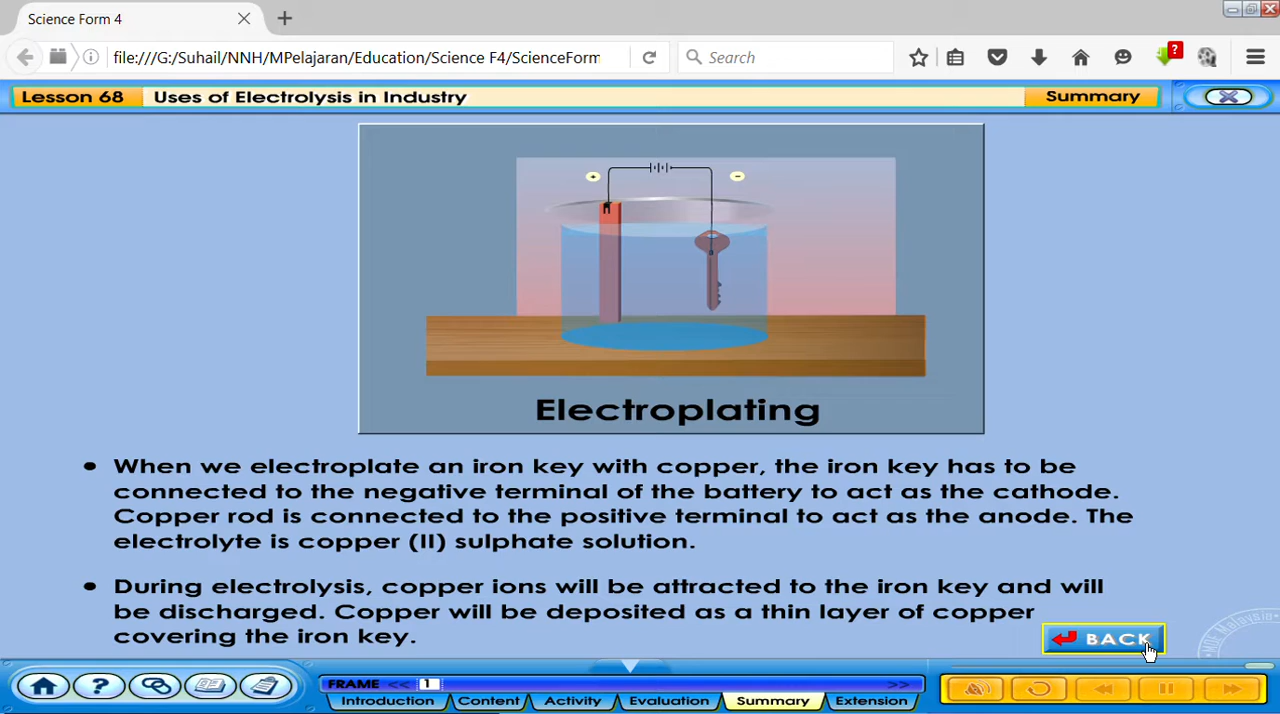 Science Form 4
file:///G:/Suhail/NNH/MPelajaran/Education/Science F4/ScienceForm
Search
?
Lesson 68 Uses of Electrolysis in Industry Summary
+ −
Electroplating
• When we electroplate an iron key with copper, the iron key has to be
connected to the negative terminal of the battery to act as the cathode.
Copper rod is connected to the positive terminal to act as the anode. The
electrolyte is copper (II) sulphate solution.
• During electrolysis, copper ions will be attracted to the iron key and will
be discharged. Copper will be deposited as a thin layer of copper
covering the iron key.
BACK
MOE Malaysia
?
FRAME << 1 >>
Introduction Content Activity Evaluation Summary Extension